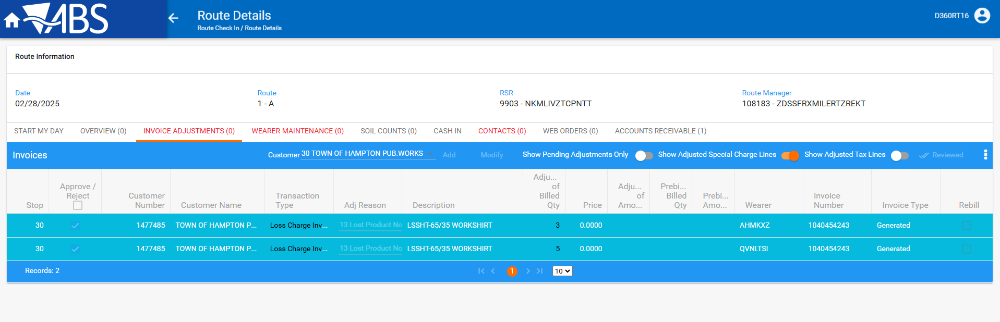 ABS
Route Details
Route Check In / Route Details
D360RT16
Route Information
Date
02/28/2025
Route
1 - A
RSR
9903 - NKMLIVZTCPNTT
Route Manager
108183 - ZDSSFRXMILERTZREKT
START MY DAY OVERVIEW (0) INVOICE ADJUSTMENTS (0) WEARER MAINTENANCE (0) SOIL COUNTS (0) CASH IN CONTACTS (0) WEB ORDERS (0) ACCOUNTS RECEIVABLE (1)
Invoices Customer 30 TOWN OF HAMPTON PUB.WORKS Add Modify Show Pending Adjustments Only Show Adjusted Special Charge Lines Show Adjusted Tax Lines Reviewed
Stop
Approve /
Reject
Customer
Number
Customer Name
Transaction
Type
Adj Reason
Description
Adju...
of
Billed
Qty
Price
Adju...
of
Amo...
Prebi...
Billed
Qty
Prebi...
Amo...
Wearer
Invoice
Number
Invoice Type
Rebill
30 1477485 TOWN OF HAMPTON P... Loss Charge Inv... 13 Lost Product No LSSHT-65/35 WORKSHIRT 3 0.0000 AHMKXZ 1040454243 Generated
30 1477485 TOWN OF HAMPTON P... Loss Charge Inv... 13 Lost Product No LSSHT-65/35 WORKSHIRT 5 0.0000 QVNLTSI 1040454243 Generated
Records: 2 1 10